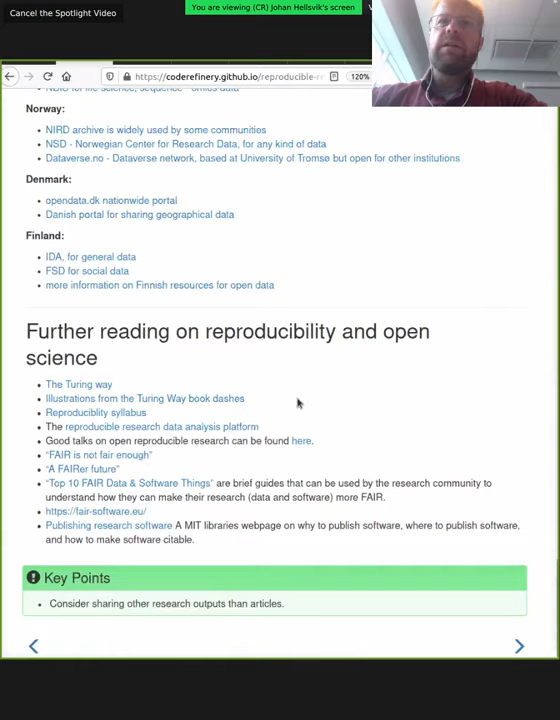 Cancel the Spotlight Video
You are viewing (CR) Johan Hellsvik's screen
https://coderefinery.github.io/reproducible-r
120%
Norway:
NIRD archive is widely used by some communities
NSD - Norwegian Center for Research Data, for any kind of data
Dataverse.no - Dataverse network, based at University of Tromsø but open for other institutions
Denmark:
opendata.dk nationwide portal
Danish portal for sharing geographical data
Finland:
IDA, for general data
FSD for social data
more information on Finnish resources for open data
Further reading on reproducibility and open
science
The Turing way
Illustrations from the Turing Way book dashes
Reproduciblity syllabus
The reproducible research data analysis platform
Good talks on open reproducible research can be found here.
“FAIR is not fair enough”
“A FAIRer future”
“Top 10 FAIR Data & Software Things” are brief guides that can be used by the research community to
understand how they can make their research (data and software) more FAIR.
https://fair-software.eu/
Publishing research software A MIT libraries webpage on why to publish software, where to publish software,
and how to make software citable.
Key Points
Consider sharing other research outputs than articles.